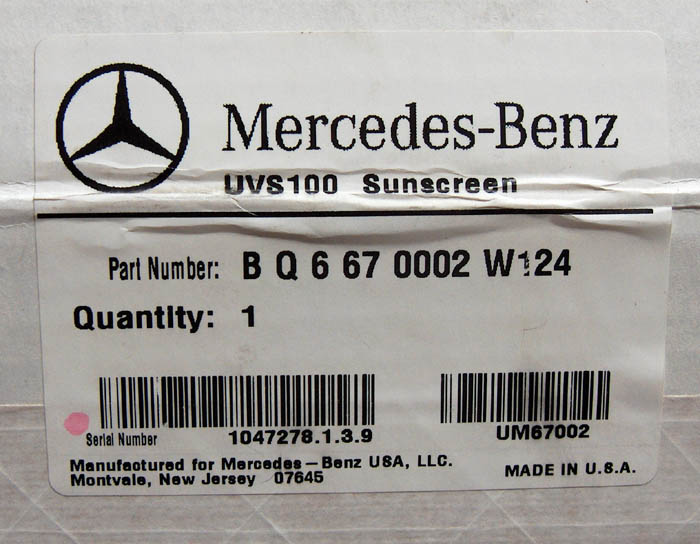 Mercedes-Benz
UVS100 Sunscreen
Part Number: B Q 6 67 0002 W124
Quantity: 1
Serial Number 1047278.1.3.9 UM67002
Manufactured for Mercedes-Benz USA, LLC.
Montvale, New Jersey 07645 MADE IN U.S.A.